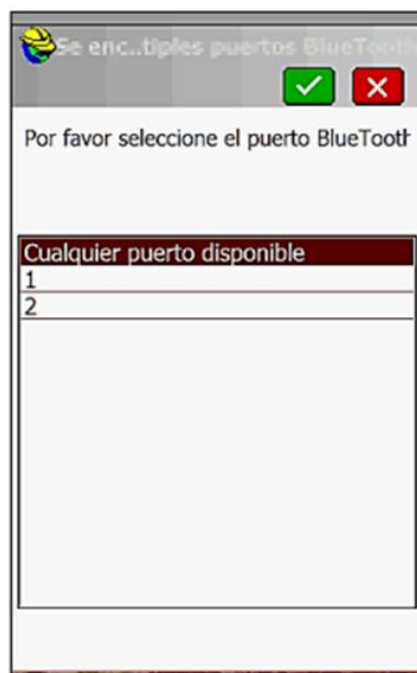 Se enc..tiples puertos BlueTooth
Por favor seleccione el puerto BlueTooth
Cualquier puerto disponible
1
2